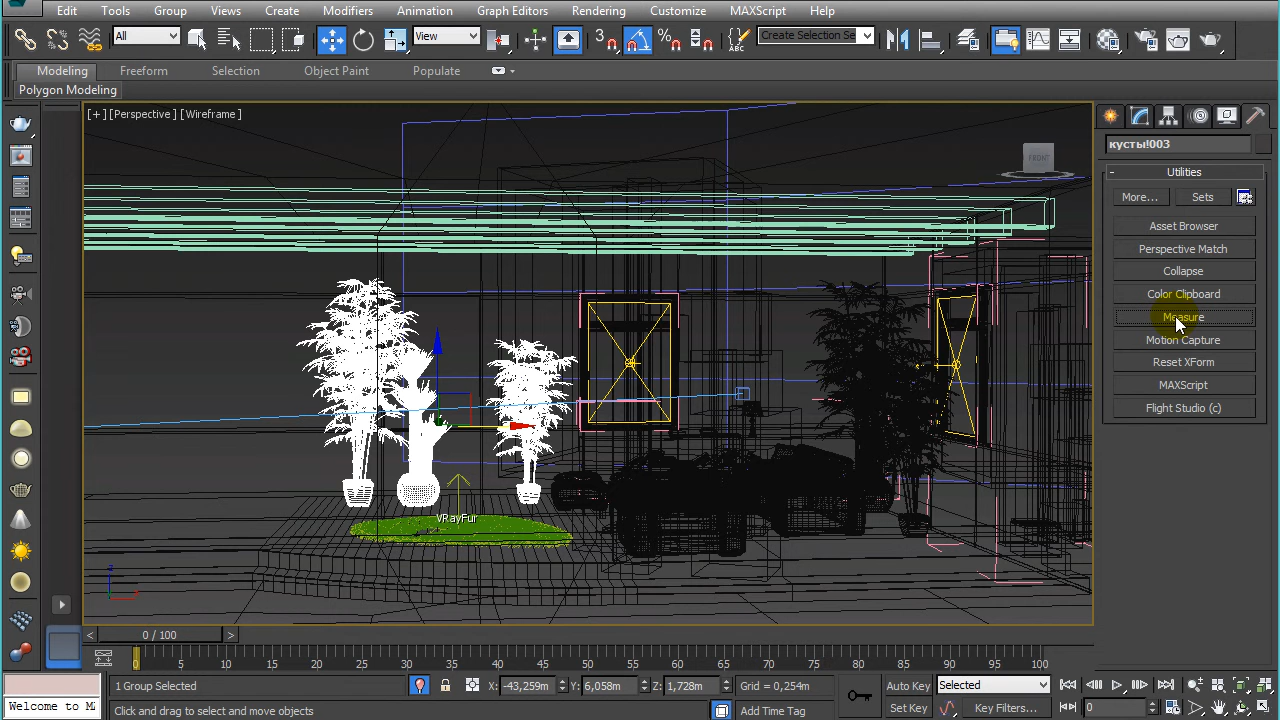 Edit Tools Group Views Create Modifiers Animation Graph Editors Rendering Customize MAXScript Help
All View Create Selection Se
Modeling Freeform Selection Object Paint Populate
Polygon Modeling
[+] [Perspective] [Wireframe]
FRONT
VRayFur
кусты!003
- Utilities
More... Sets
Asset Browser
Perspective Match
Collapse
Color Clipboard
Measure
Motion Capture
Reset XForm
MAXScript
Flight Studio (c)
< 0 / 100 >
0 5 10 15 20 25 30 35 40 45 50 55 60 65 70 75 80 85 90 95 100
1 Group Selected X: -43,259m Y: 6,058m Z: 1,728m Grid = 0,254m Auto Key Selected
Welcome to MA Click and drag to select and move objects Add Time Tag Set Key Key Filters... 0